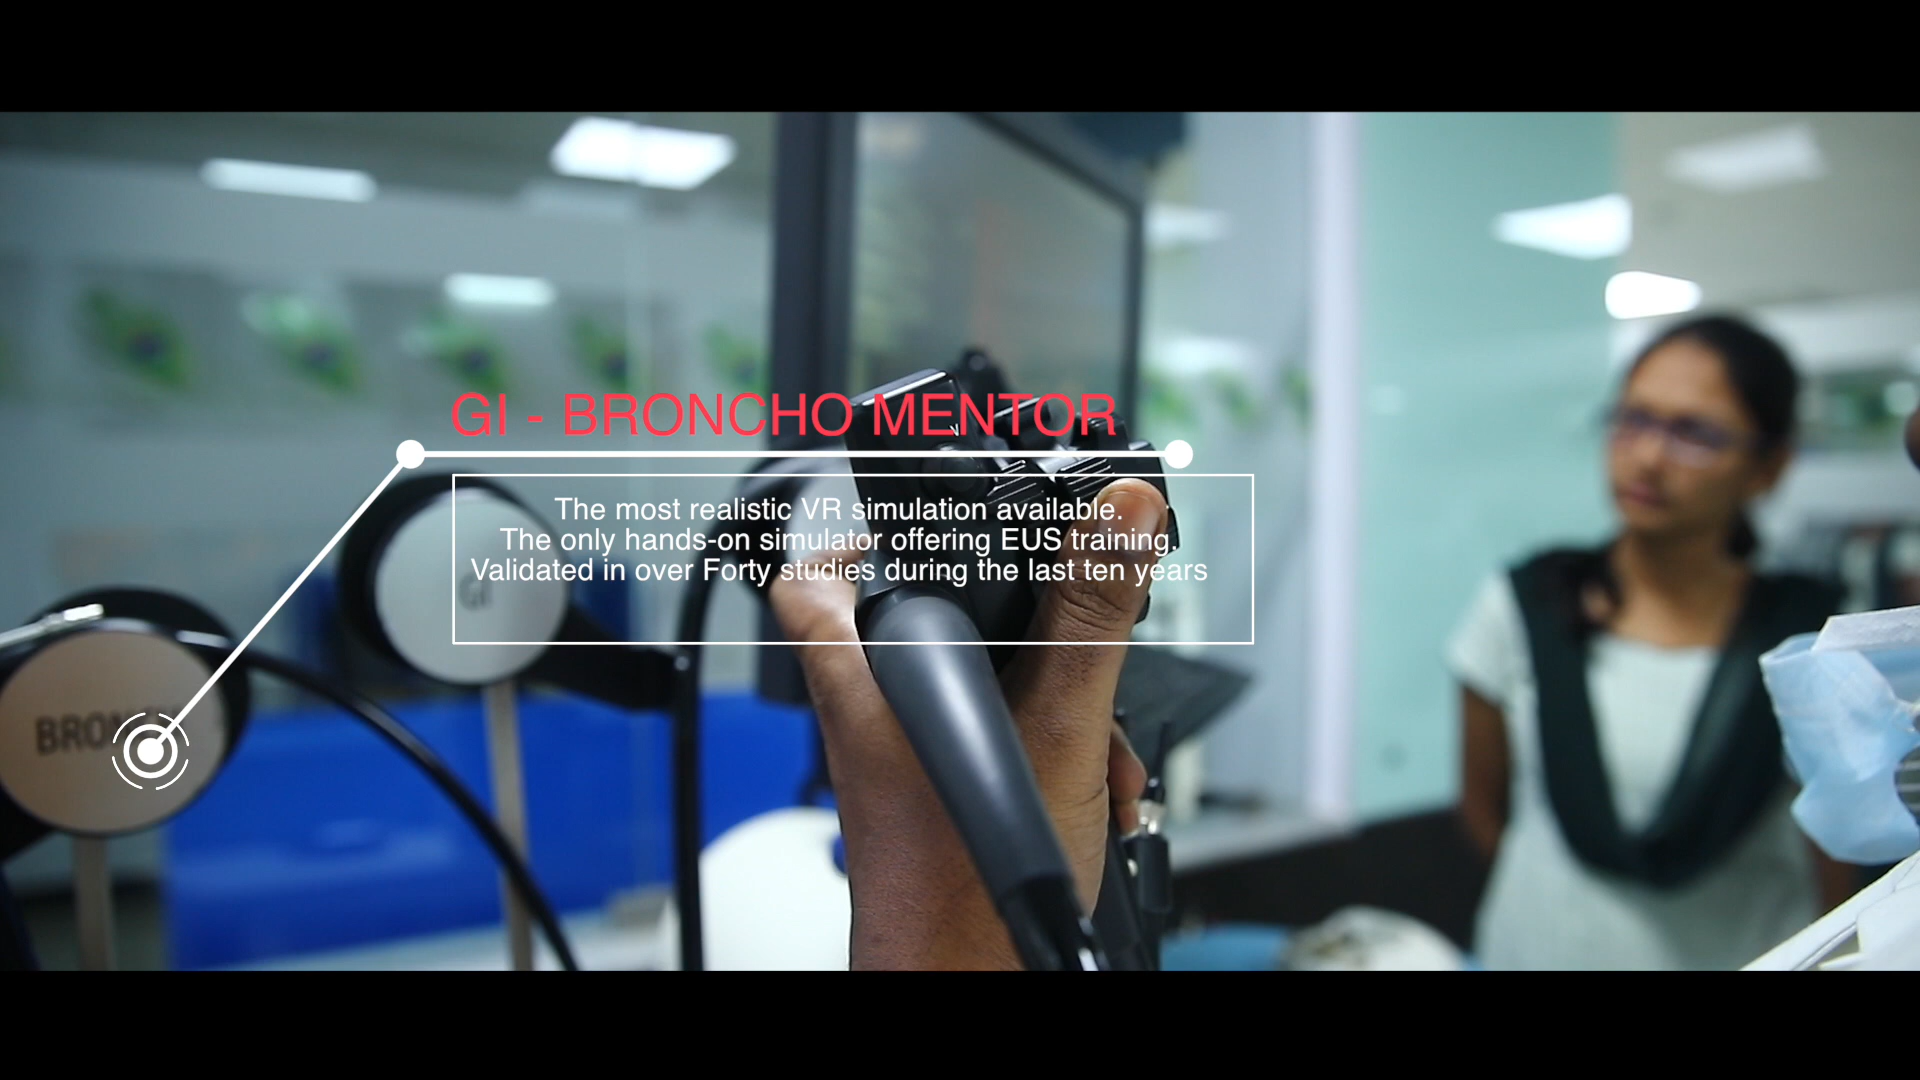 GI - BRONCHO MENTOR
The most realistic VR simulation available.
The only hands-on simulator offering EUS training.
Validated in over Forty studies during the last ten years
GI